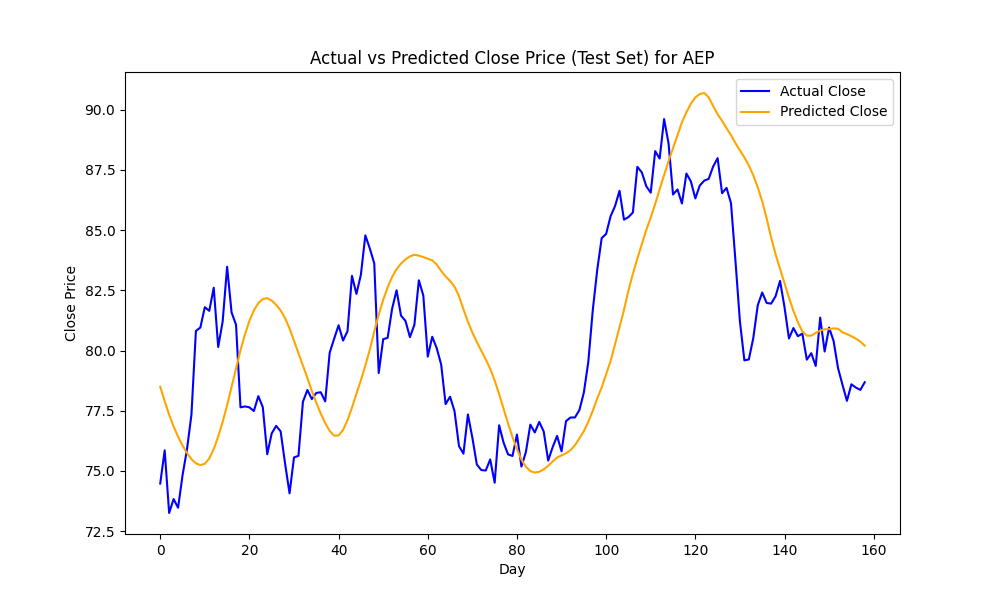 Actual vs Predicted Close Price (Test Set) for AEP
Actual Close
Predicted Close
Close Price
90.0
87.5
85.0
82.5
80.0
77.5
75.0
72.5
0 20 40 60 80 100 120 140 160
Day